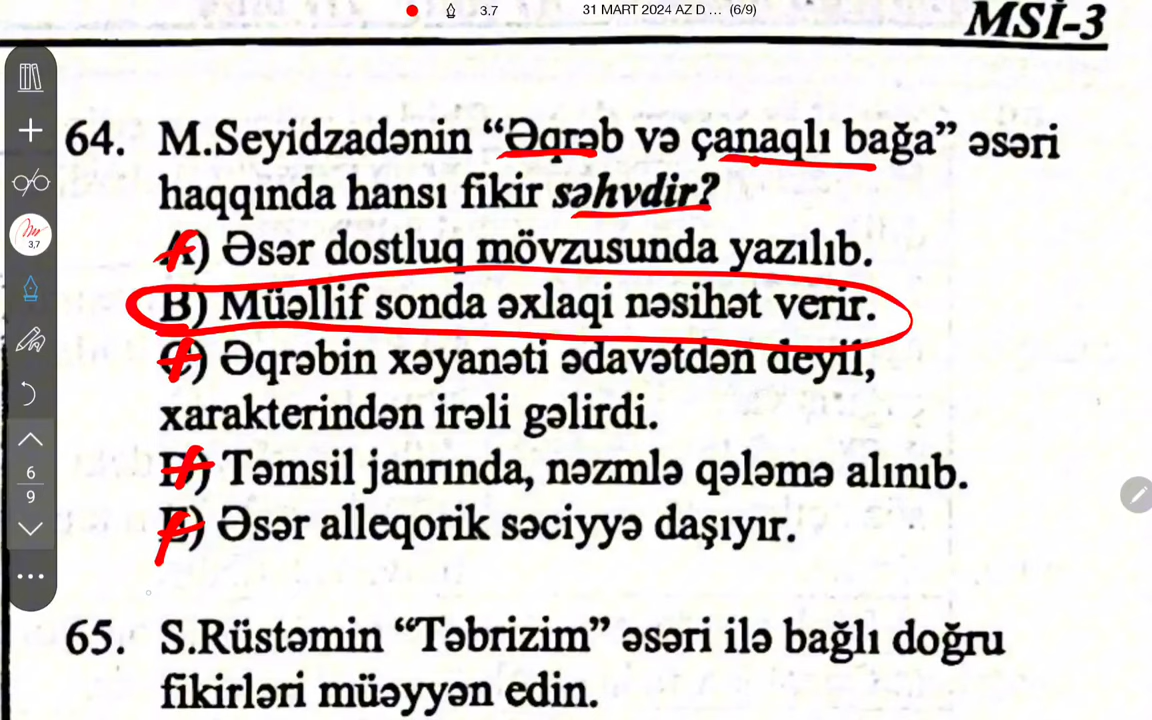 3.7 31 MART 2024 AZ D ... (6/9)
MSİ-3
64. M.Seyidzadənin “Əqrəb və çanaqlı bağa” əsəri
haqqında hansı fikir səhvdir?
A) Əsər dostluq mövzusunda yazılıb.
B) Müəllif sonda əxlaqi nəsihət verir.
C) Əqrəbin xəyanəti ədavətdən deyil,
xarakterindən irəli gəlirdi.
D) Təmsil janrında, nəzmlə qələmə alınıb.
E) Əsər alleqorik səciyyə daşıyır.
65. S.Rüstəmin “Təbrizim” əsəri ilə bağlı doğru
fikirləri müəyyən edin.
3,7
6
9